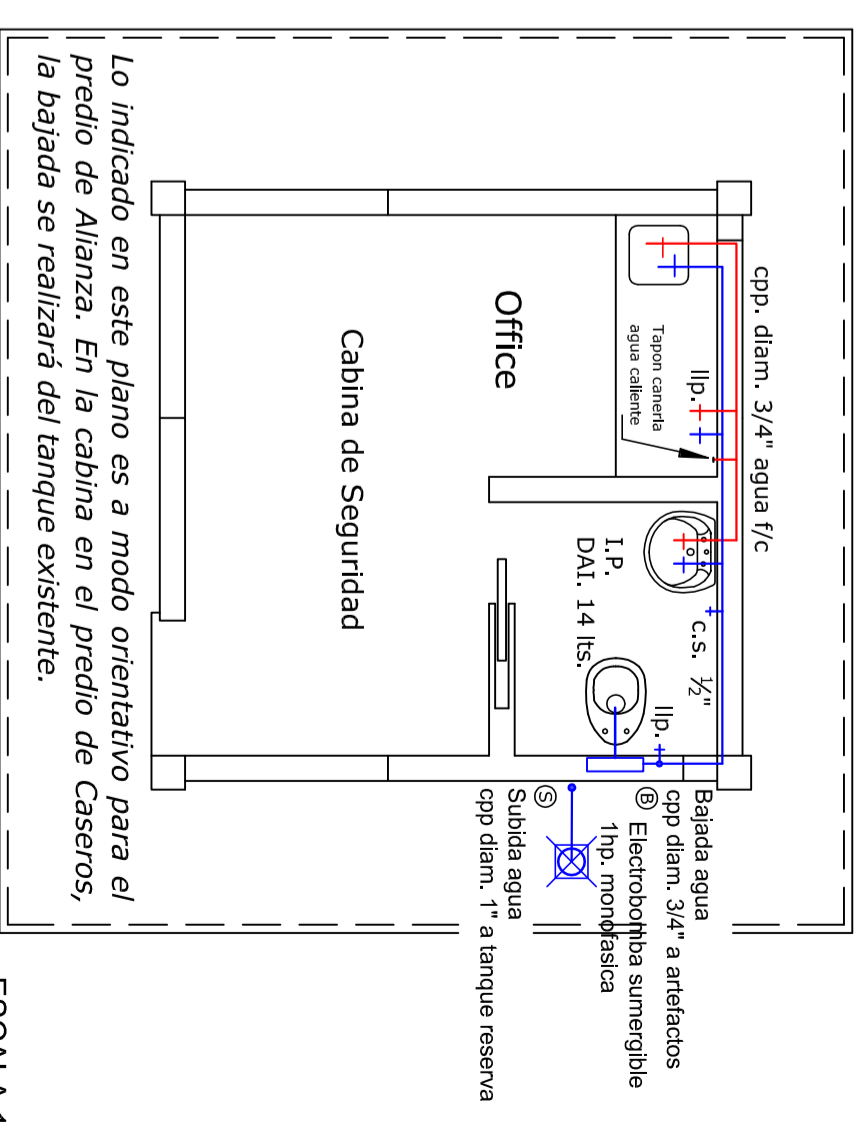 cpp. diam. 3/4" agua f/c
Bajada agua
cpp diam. 3/4" a artefactos
B
Electrobomba sumergible
1hp. monofasica
S
Subida agua
cpp diam. 1" a tanque reserva
llp.
Tapon canerla
agua caliente
c.s. ½"
llp.
I.P.
DAI. 14 lts.
Office
Cabina de Seguridad
Lo indicado en este plano es a modo orientativo para el
predio de Alianza. En la cabina en el predio de Caseros,
la bajada se realizará del tanque existente.